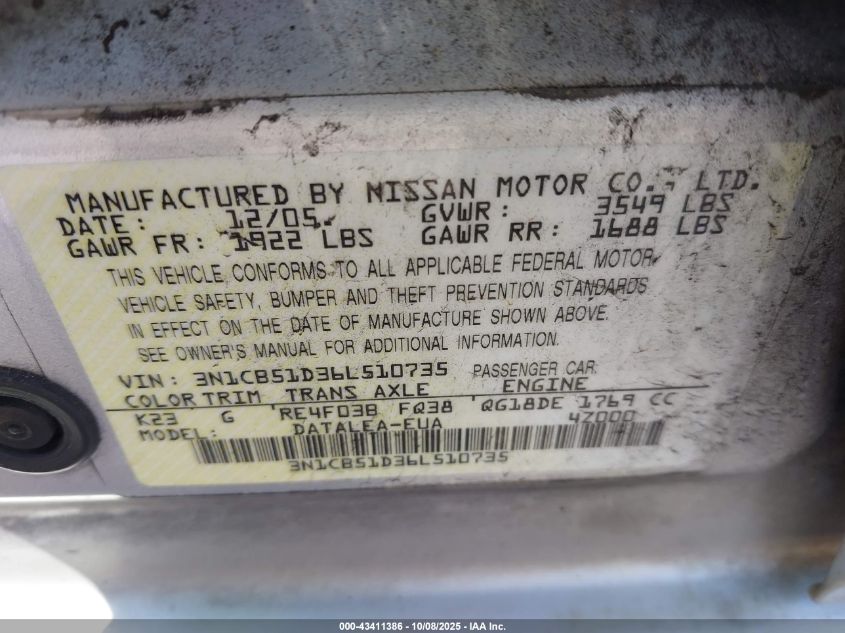 MANUFACTURED BY NISSAN MOTOR CO., LTD.
DATE: 12/05 GVWR: 3549 LBS
GAWR FR: 1922 LBS GAWR RR: 1688 LBS
THIS VEHICLE CONFORMS TO ALL APPLICABLE FEDERAL MOTOR
VEHICLE SAFETY, BUMPER AND THEFT PREVENTION STANDARDS
IN EFFECT ON THE DATE OF MANUFACTURE SHOWN ABOVE.
SEE OWNER'S MANUAL FOR ADDITIONAL INFORMATION.
VIN: 3N1CB51D36L510735 PASSENGER CAR
COLOR TRIM TRANS AXLE ENGINE
K23 G RE4F03B FQ38 QG18DE 1769 CC
MODEL: DATALEA-EUA 4Z000
3N1CB51D36L510735
000-43411386 - 10/08/2025 - IAA Inc.